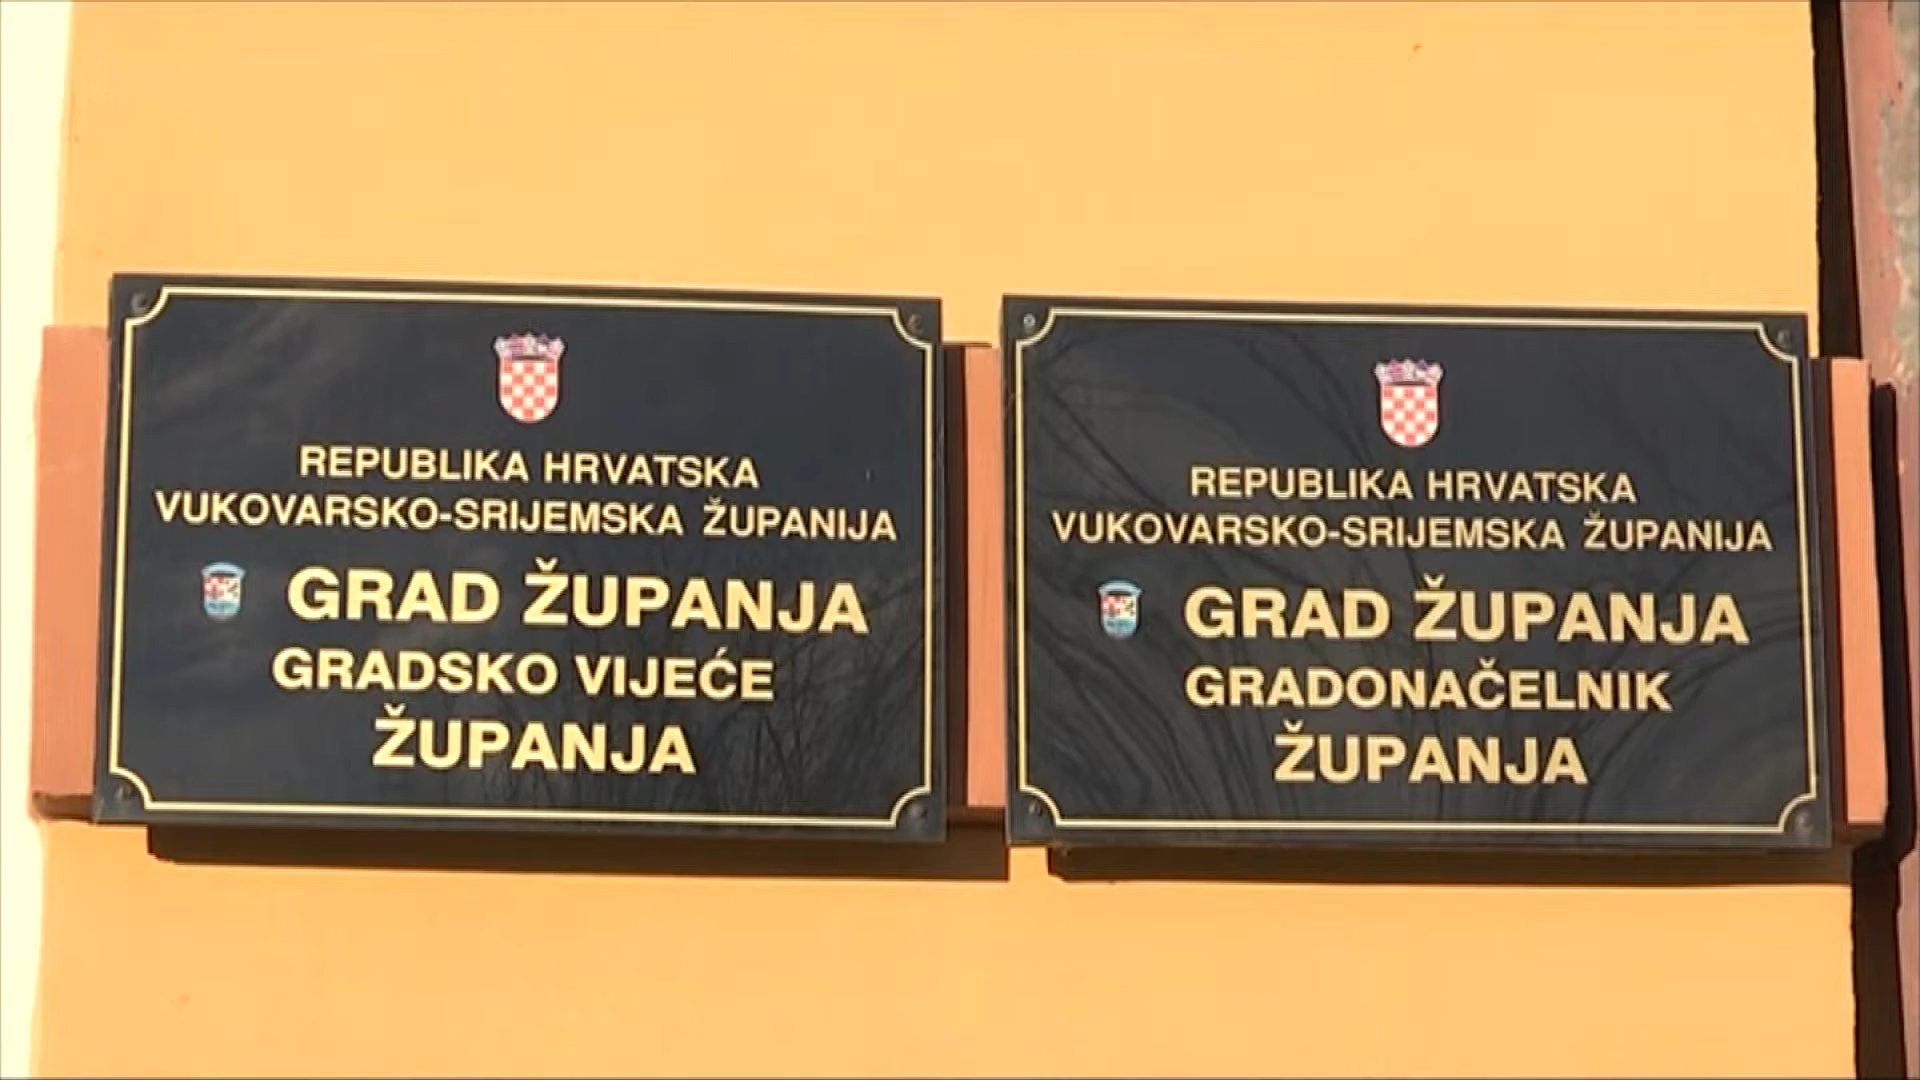 REPUBLIKA HRVATSKA
VUKOVARSKO-SRIJEMSKA ŽUPANIJA
GRAD ŽUPANJA
GRADSKO VIJEĆE
ŽUPANJA
REPUBLIKA HRVATSKA
VUKOVARSKO-SRIJEMSKA ŽUPANIJA
GRAD ŽUPANJA
GRADONAČELNIK
ŽUPANJA